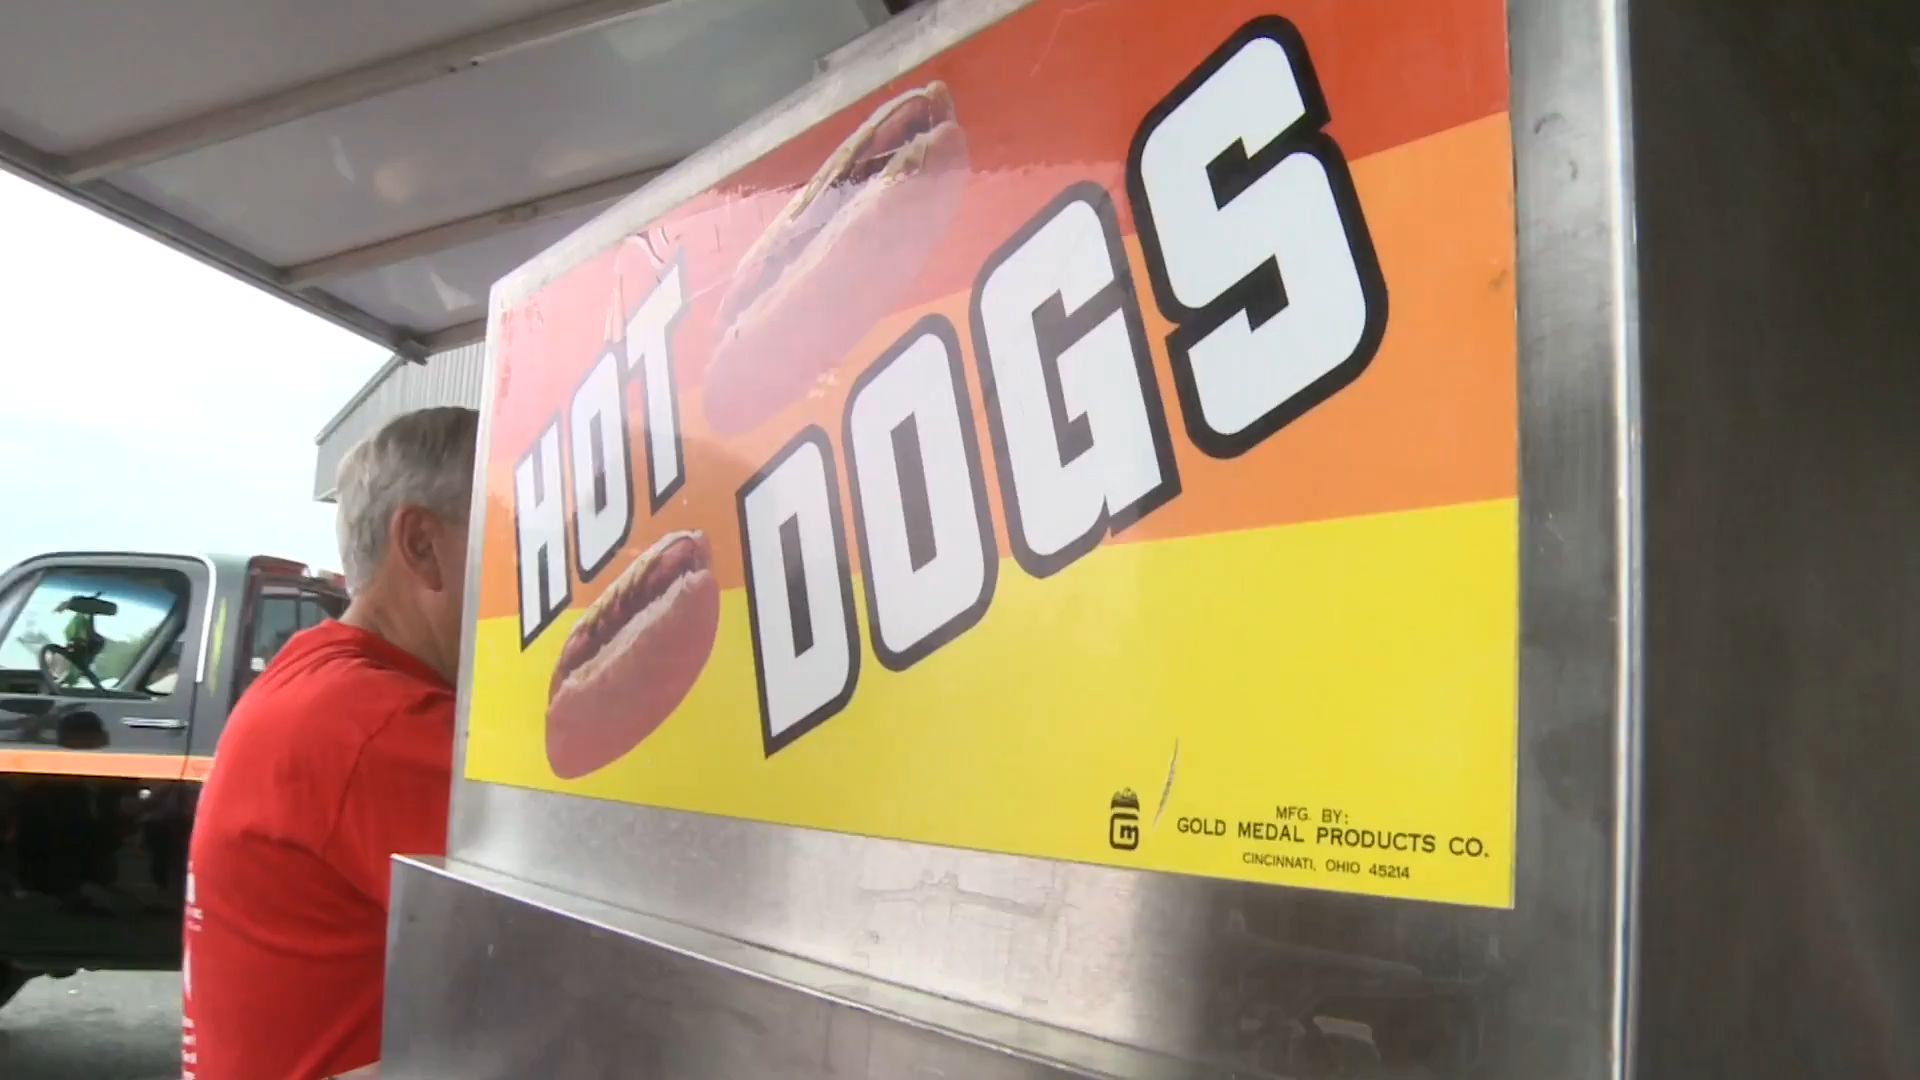 HOT
DOGS
MFG. BY:
GOLD MEDAL PRODUCTS CO.
CINCINNATI, OHIO 45214